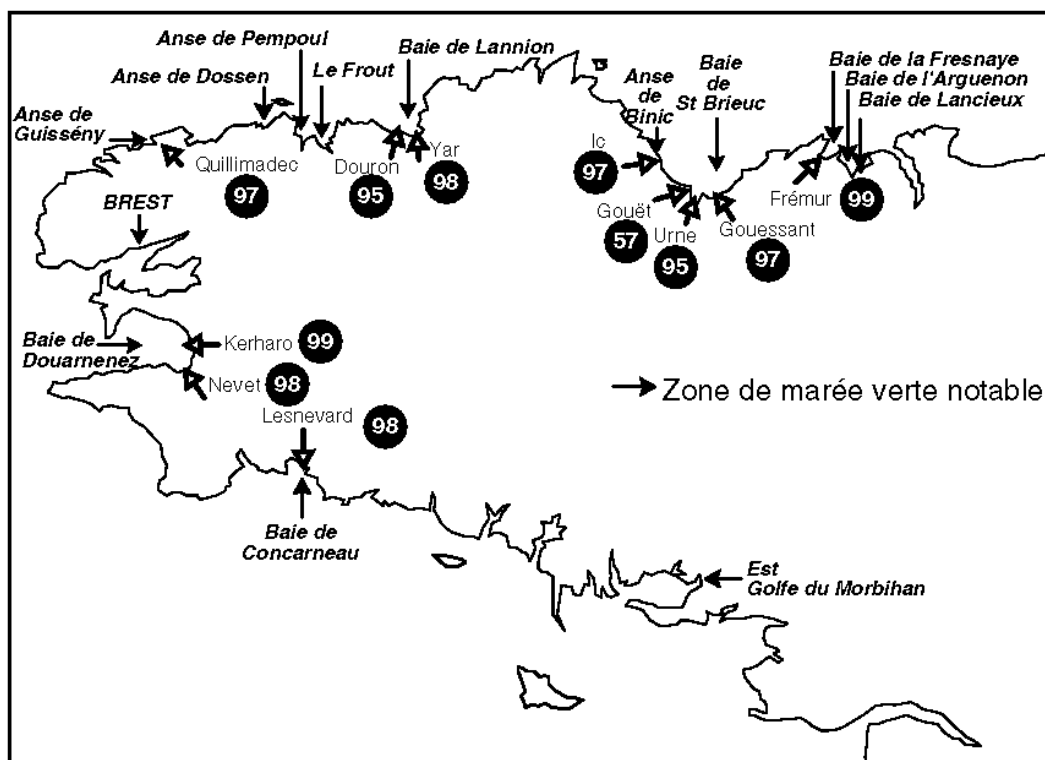 Anse de Pempoul
Baie de Lannion
Anse de Dossen
Le Frout
Anse de
Guissény
Quillimadec
97
Douron
95
Yar
98
Anse
de
Binic
Baie
de
St Brieuc
Baie de la Fresnaye
Baie de l'Arguenon
Baie de Lancieux
Ic
97
Gouët
57
Urne
95
Gouessant
97
Frémur
99
BREST
Baie de
Douarnenez
Kerharo
99
Nevet
98
Lesnevard
98
Zone de marée verte notable
Baie de
Concarneau
Est
Golfe du Morbihan